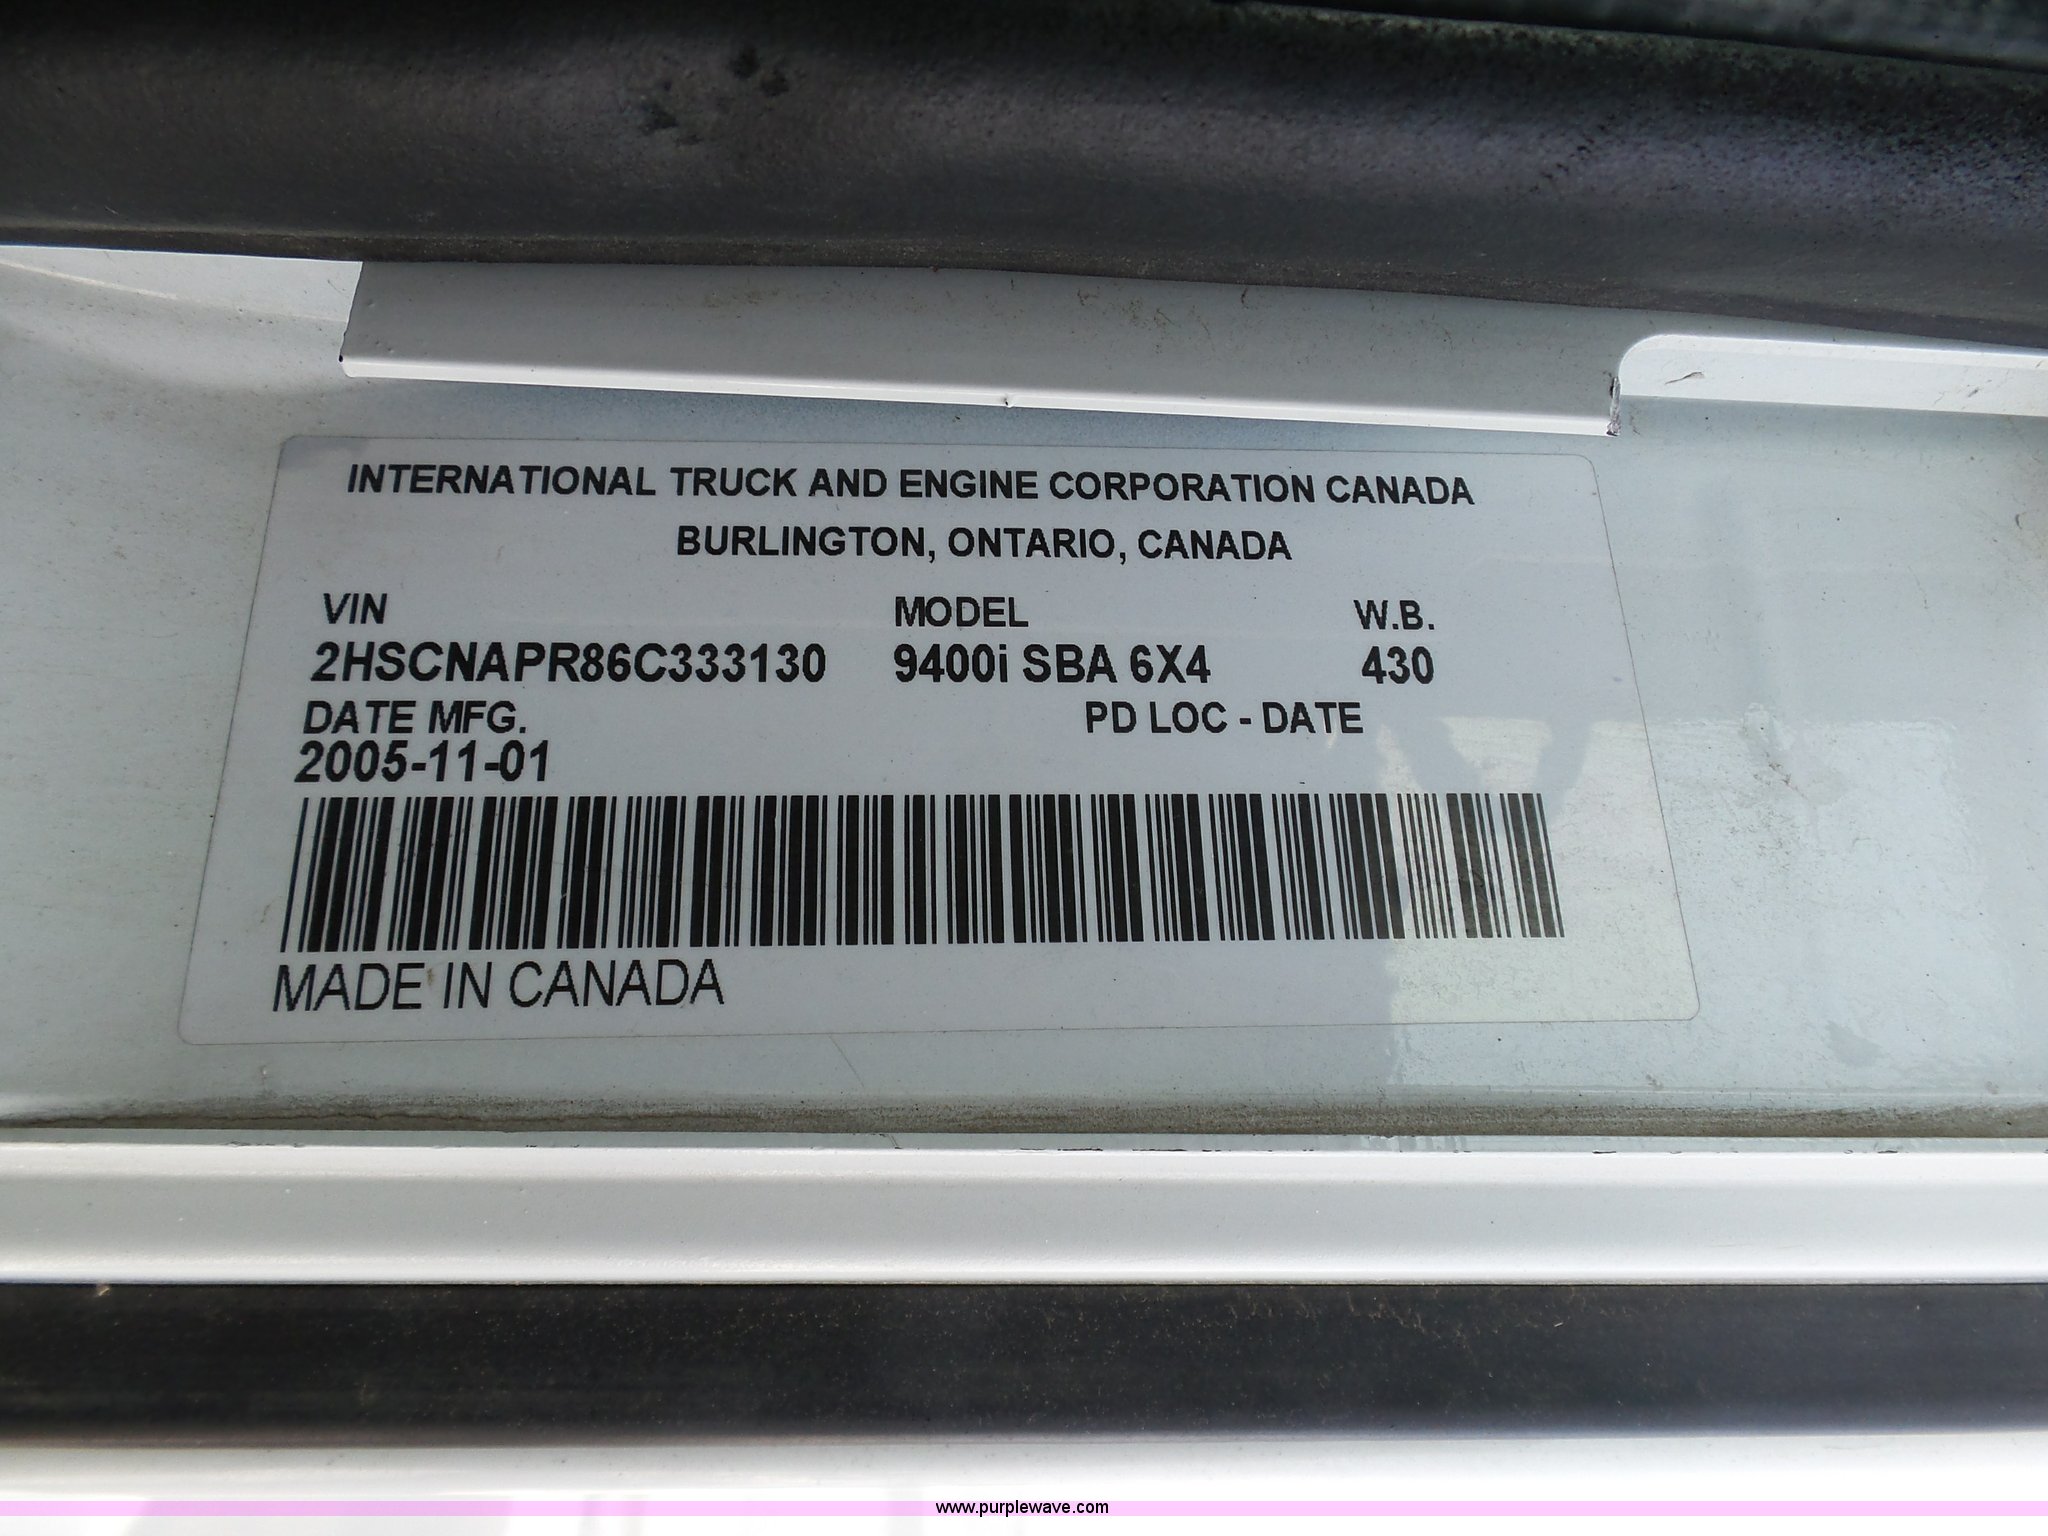 INTERNATIONAL TRUCK AND ENGINE CORPORATION CANADA
BURLINGTON, ONTARIO, CANADA
VIN MODEL W.B.
2HSCNAPR86C333130 9400i SBA 6X4 430
DATE MFG. PD LOC - DATE
2005-11-01
MADE IN CANADA
www.purplewave.com